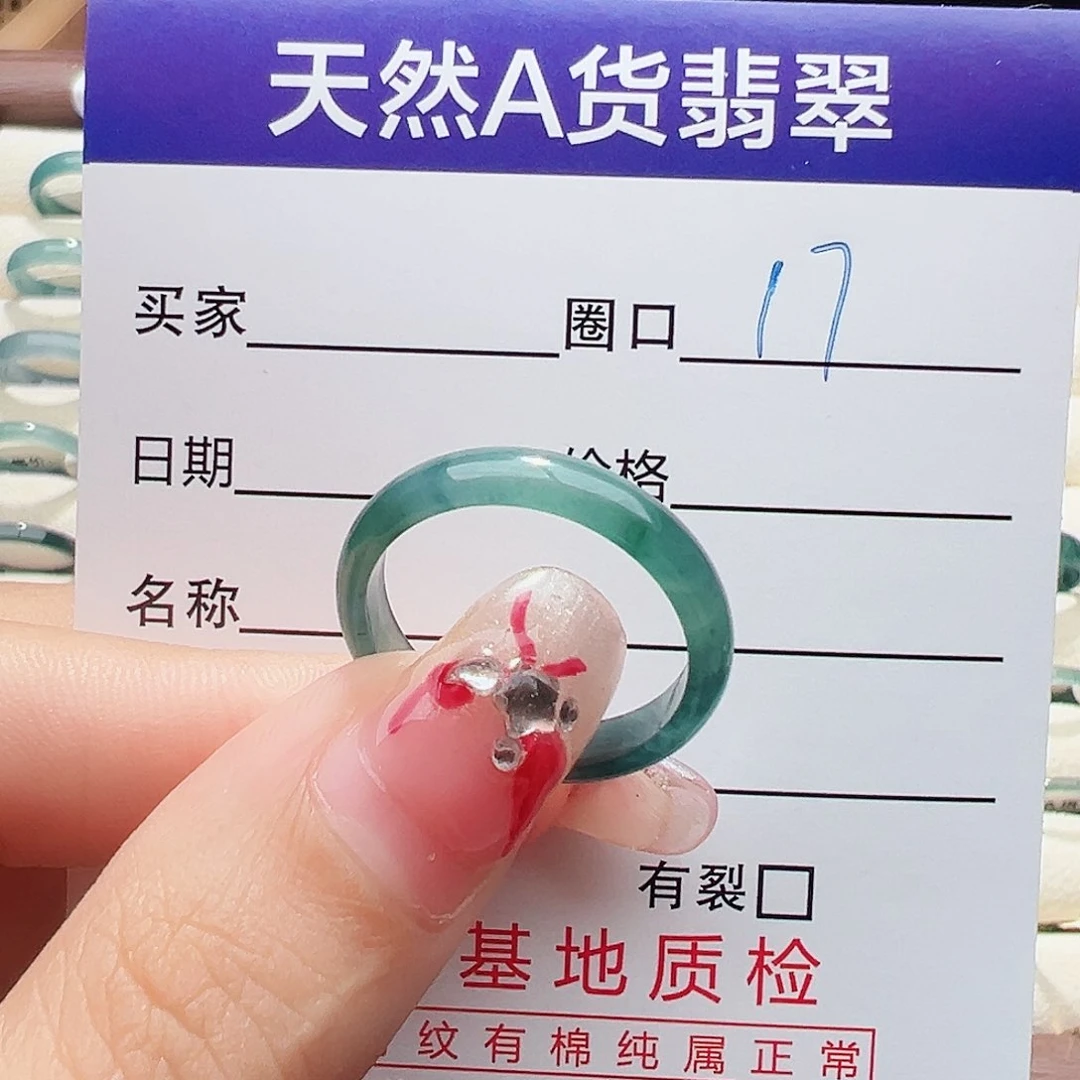 天然A货翡翠
买家 圈口 17
日期 价格
名称
有裂
基地质检
纹有棉纯属正常